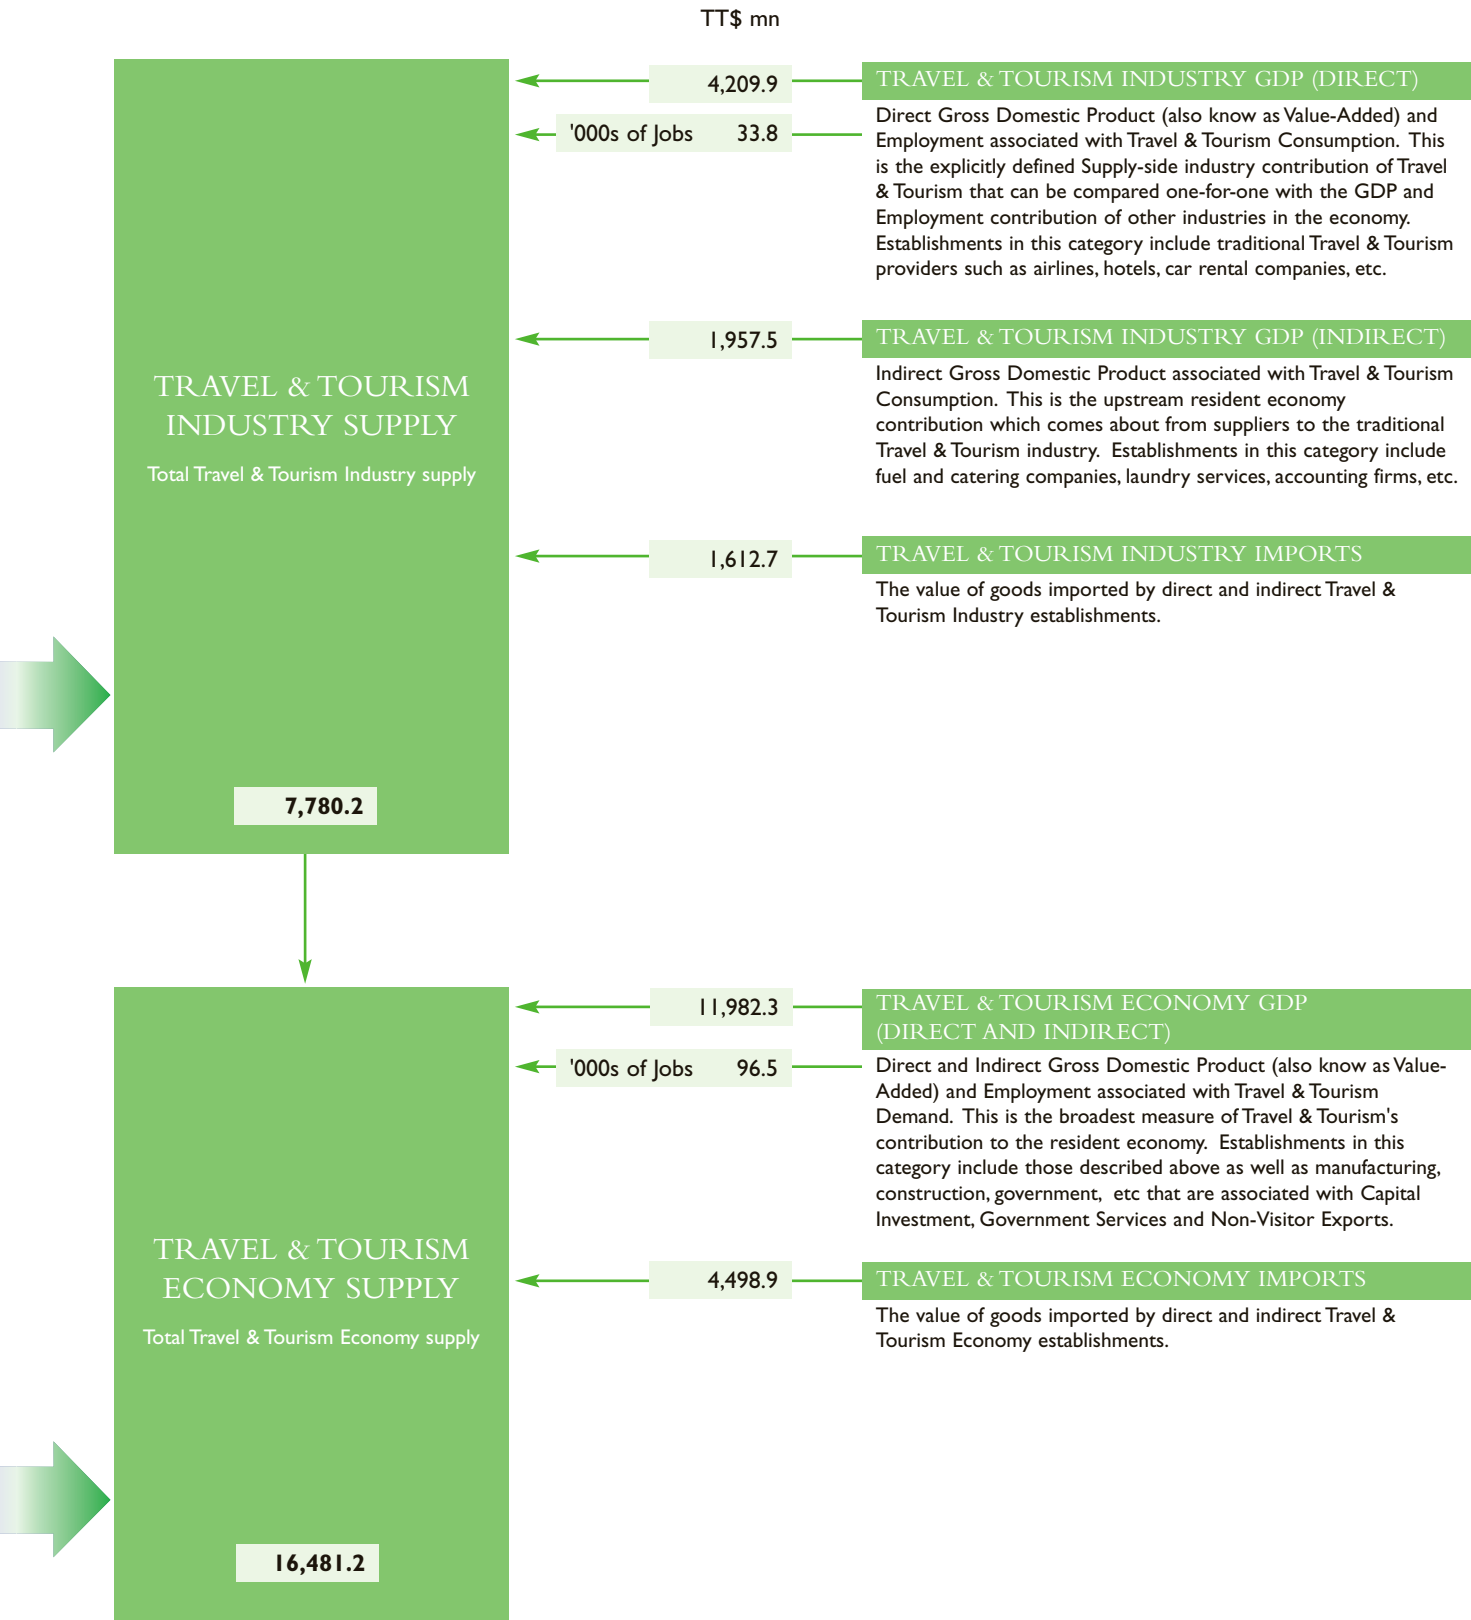 TT$ mn
4,209.9
TRAVEL & TOURISM INDUSTRY GDP (DIRECT)
'000s of Jobs 33.8
Direct Gross Domestic Product (also know as Value-Added) and
Employment associated with Travel & Tourism Consumption. This
is the explicitly defined Supply-side industry contribution of Travel
& Tourism that can be compared one-for-one with the GDP and
Employment contribution of other industries in the economy.
Establishments in this category include traditional Travel & Tourism
providers such as airlines, hotels, car rental companies, etc.
1,957.5
TRAVEL & TOURISM INDUSTRY GDP (INDIRECT)
Indirect Gross Domestic Product associated with Travel & Tourism
Consumption. This is the upstream resident economy
contribution which comes about from suppliers to the traditional
Travel & Tourism industry. Establishments in this category include
fuel and catering companies, laundry services, accounting firms, etc.
TRAVEL & TOURISM
INDUSTRY SUPPLY
Total Travel & Tourism Industry supply
1,612.7
TRAVEL & TOURISM INDUSTRY IMPORTS
The value of goods imported by direct and indirect Travel &
Tourism Industry establishments.
7,780.2
11,982.3
TRAVEL & TOURISM ECONOMY GDP
(DIRECT AND INDIRECT)
'000s of Jobs 96.5
Direct and Indirect Gross Domestic Product (also know as Value-
Added) and Employment associated with Travel & Tourism
Demand. This is the broadest measure of Travel & Tourism's
contribution to the resident economy. Establishments in this
category include those described above as well as manufacturing,
construction, government, etc that are associated with Capital
Investment, Government Services and Non-Visitor Exports.
TRAVEL & TOURISM
ECONOMY SUPPLY
Total Travel & Tourism Economy supply
4,498.9
TRAVEL & TOURISM ECONOMY IMPORTS
The value of goods imported by direct and indirect Travel &
Tourism Economy establishments.
16,481.2